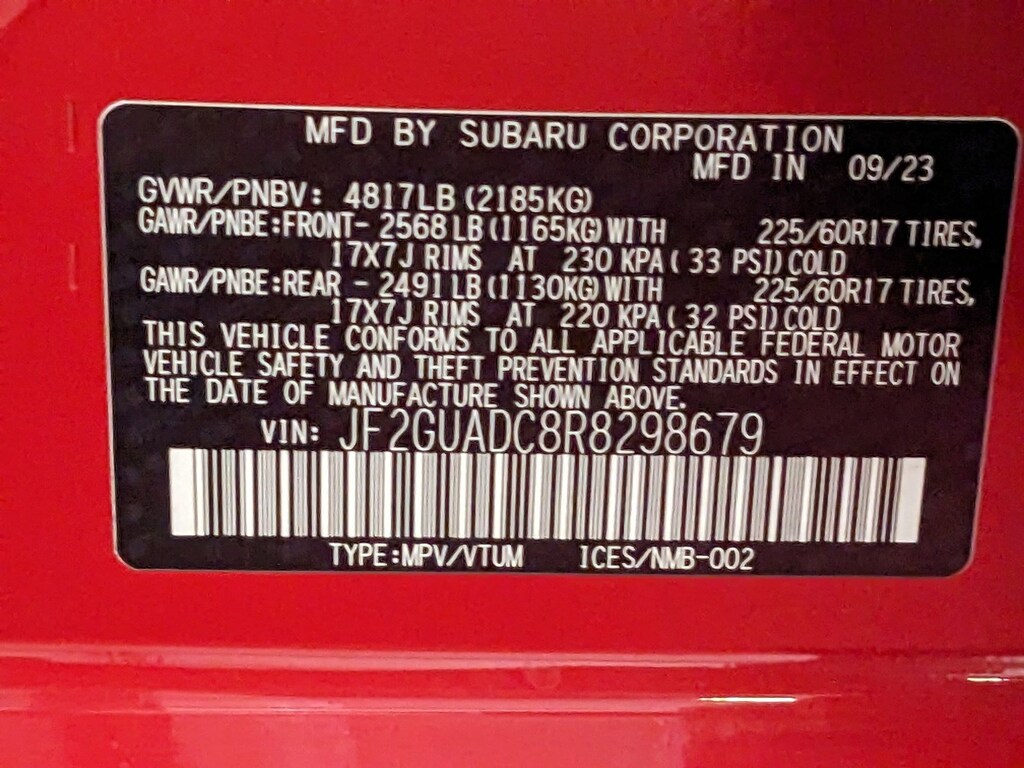 MFD BY SUBARU CORPORATION
MFD IN 09/23
GVWR/PNBV: 4817LB (2185KG)
GAWR/PNBE:FRONT- 2568 LB (1165KG) WITH 225/60R17 TIRES,
17X7J RIMS AT 230 KPA ( 33 PSI) COLD
GAWR/PNBE:REAR - 2491 LB (1130KG) WITH 225/60R17 TIRES,
17X7J RIMS AT 220 KPA ( 32 PSI) COLD
THIS VEHICLE CONFORMS TO ALL APPLICABLE FEDERAL MOTOR
VEHICLE SAFETY AND THEFT PREVENTION STANDARDS IN EFFECT ON
THE DATE OF MANUFACTURE SHOWN ABOVE.
VIN: JF2GUADC8R8298679
TYPE:MPV/VTUM ICES/NMB-002